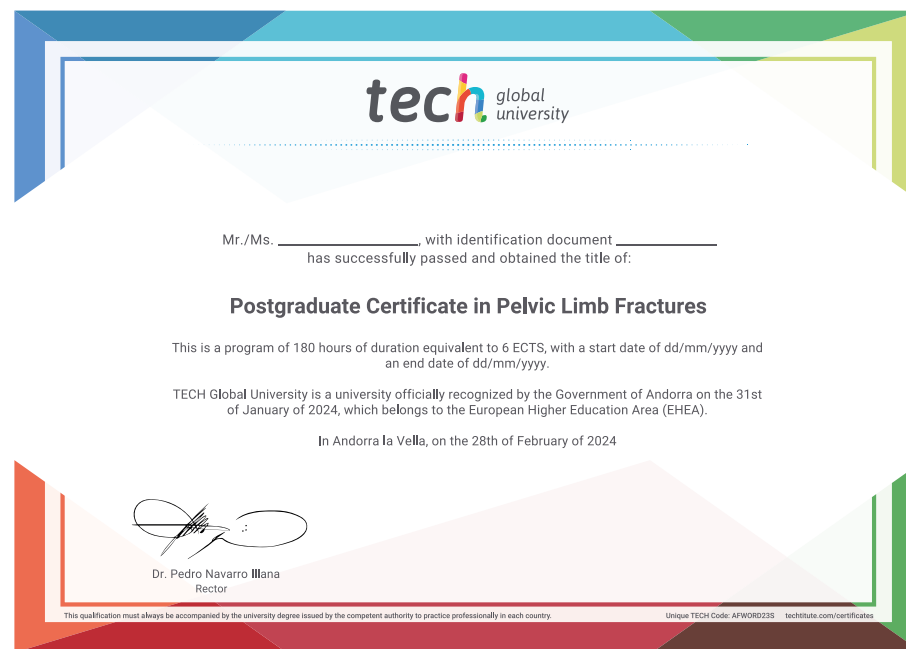 tech global university
Mr./Ms. ____________, with identification document ____________
has successfully passed and obtained the title of:
Postgraduate Certificate in Pelvic Limb Fractures
This is a program of 180 hours of duration equivalent to 6 ECTS, with a start date of dd/mm/yyyy and
an end date of dd/mm/yyyy.
TECH Global University is a university officially recognized by the Government of Andorra on the 31st
of January of 2024, which belongs to the European Higher Education Area (EHEA).
In Andorra la Vella, on the 28th of February of 2024
Dr. Pedro Navarro Illana
Rector
This qualification must always be accompanied by the university degree issued by the competent authority to practice professionally in each country.
Unique TECH Code: AFWORD23S techtitute.com/certificates